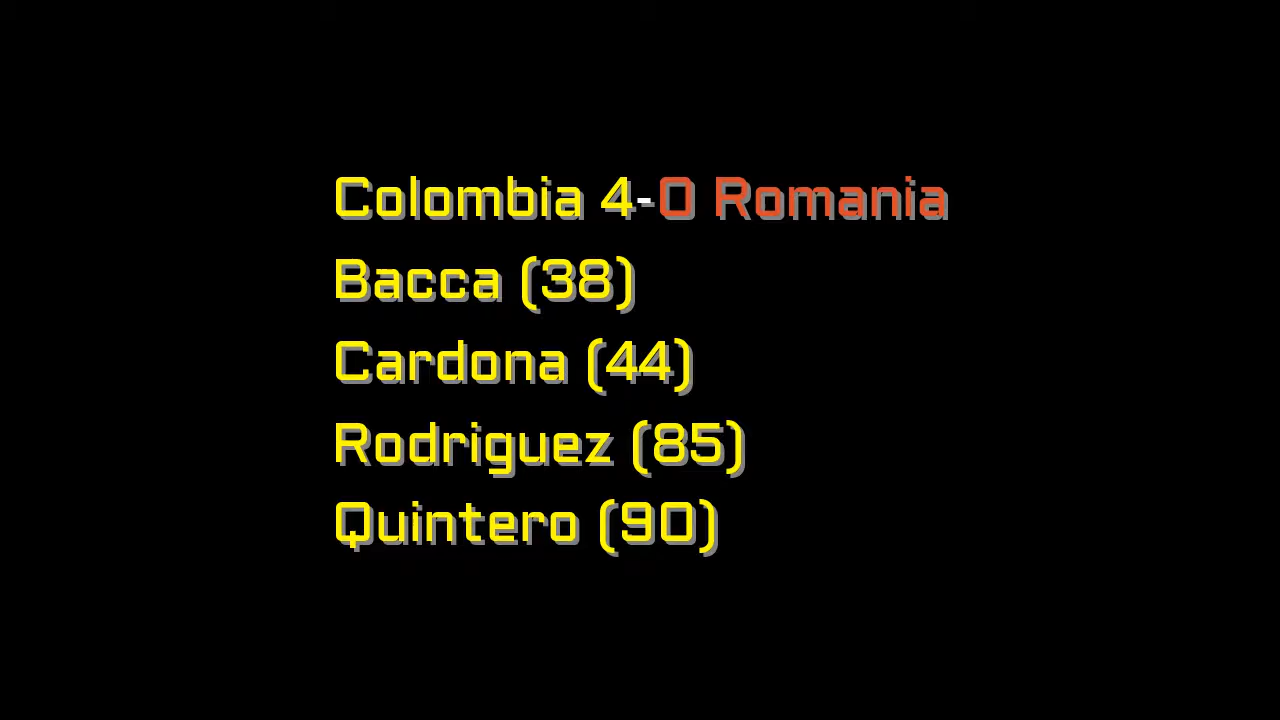 Colombia 4-0 Romania
Bacca (38)
Cardona (44)
Rodriguez (85)
Quintero (90)